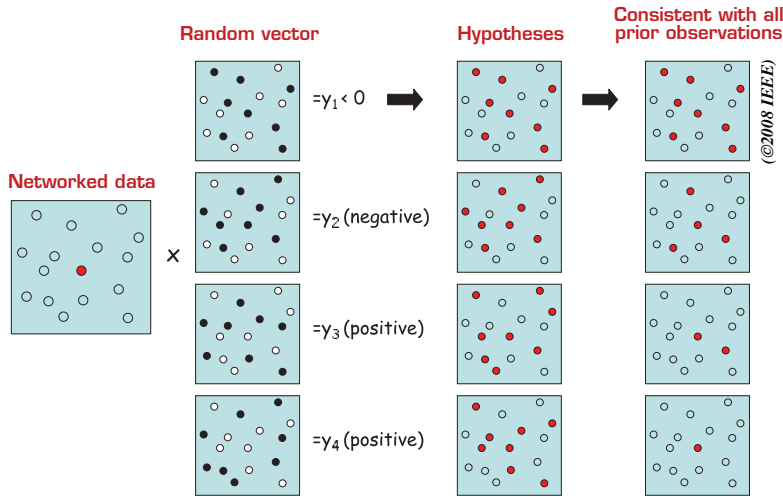 Random vector
Hypotheses
Consistent with all
prior observations
=y₁ < 0
(©2008 IEEE)
Networked data
×
=y₂ (negative)
=y₃ (positive)
=y₄ (positive)